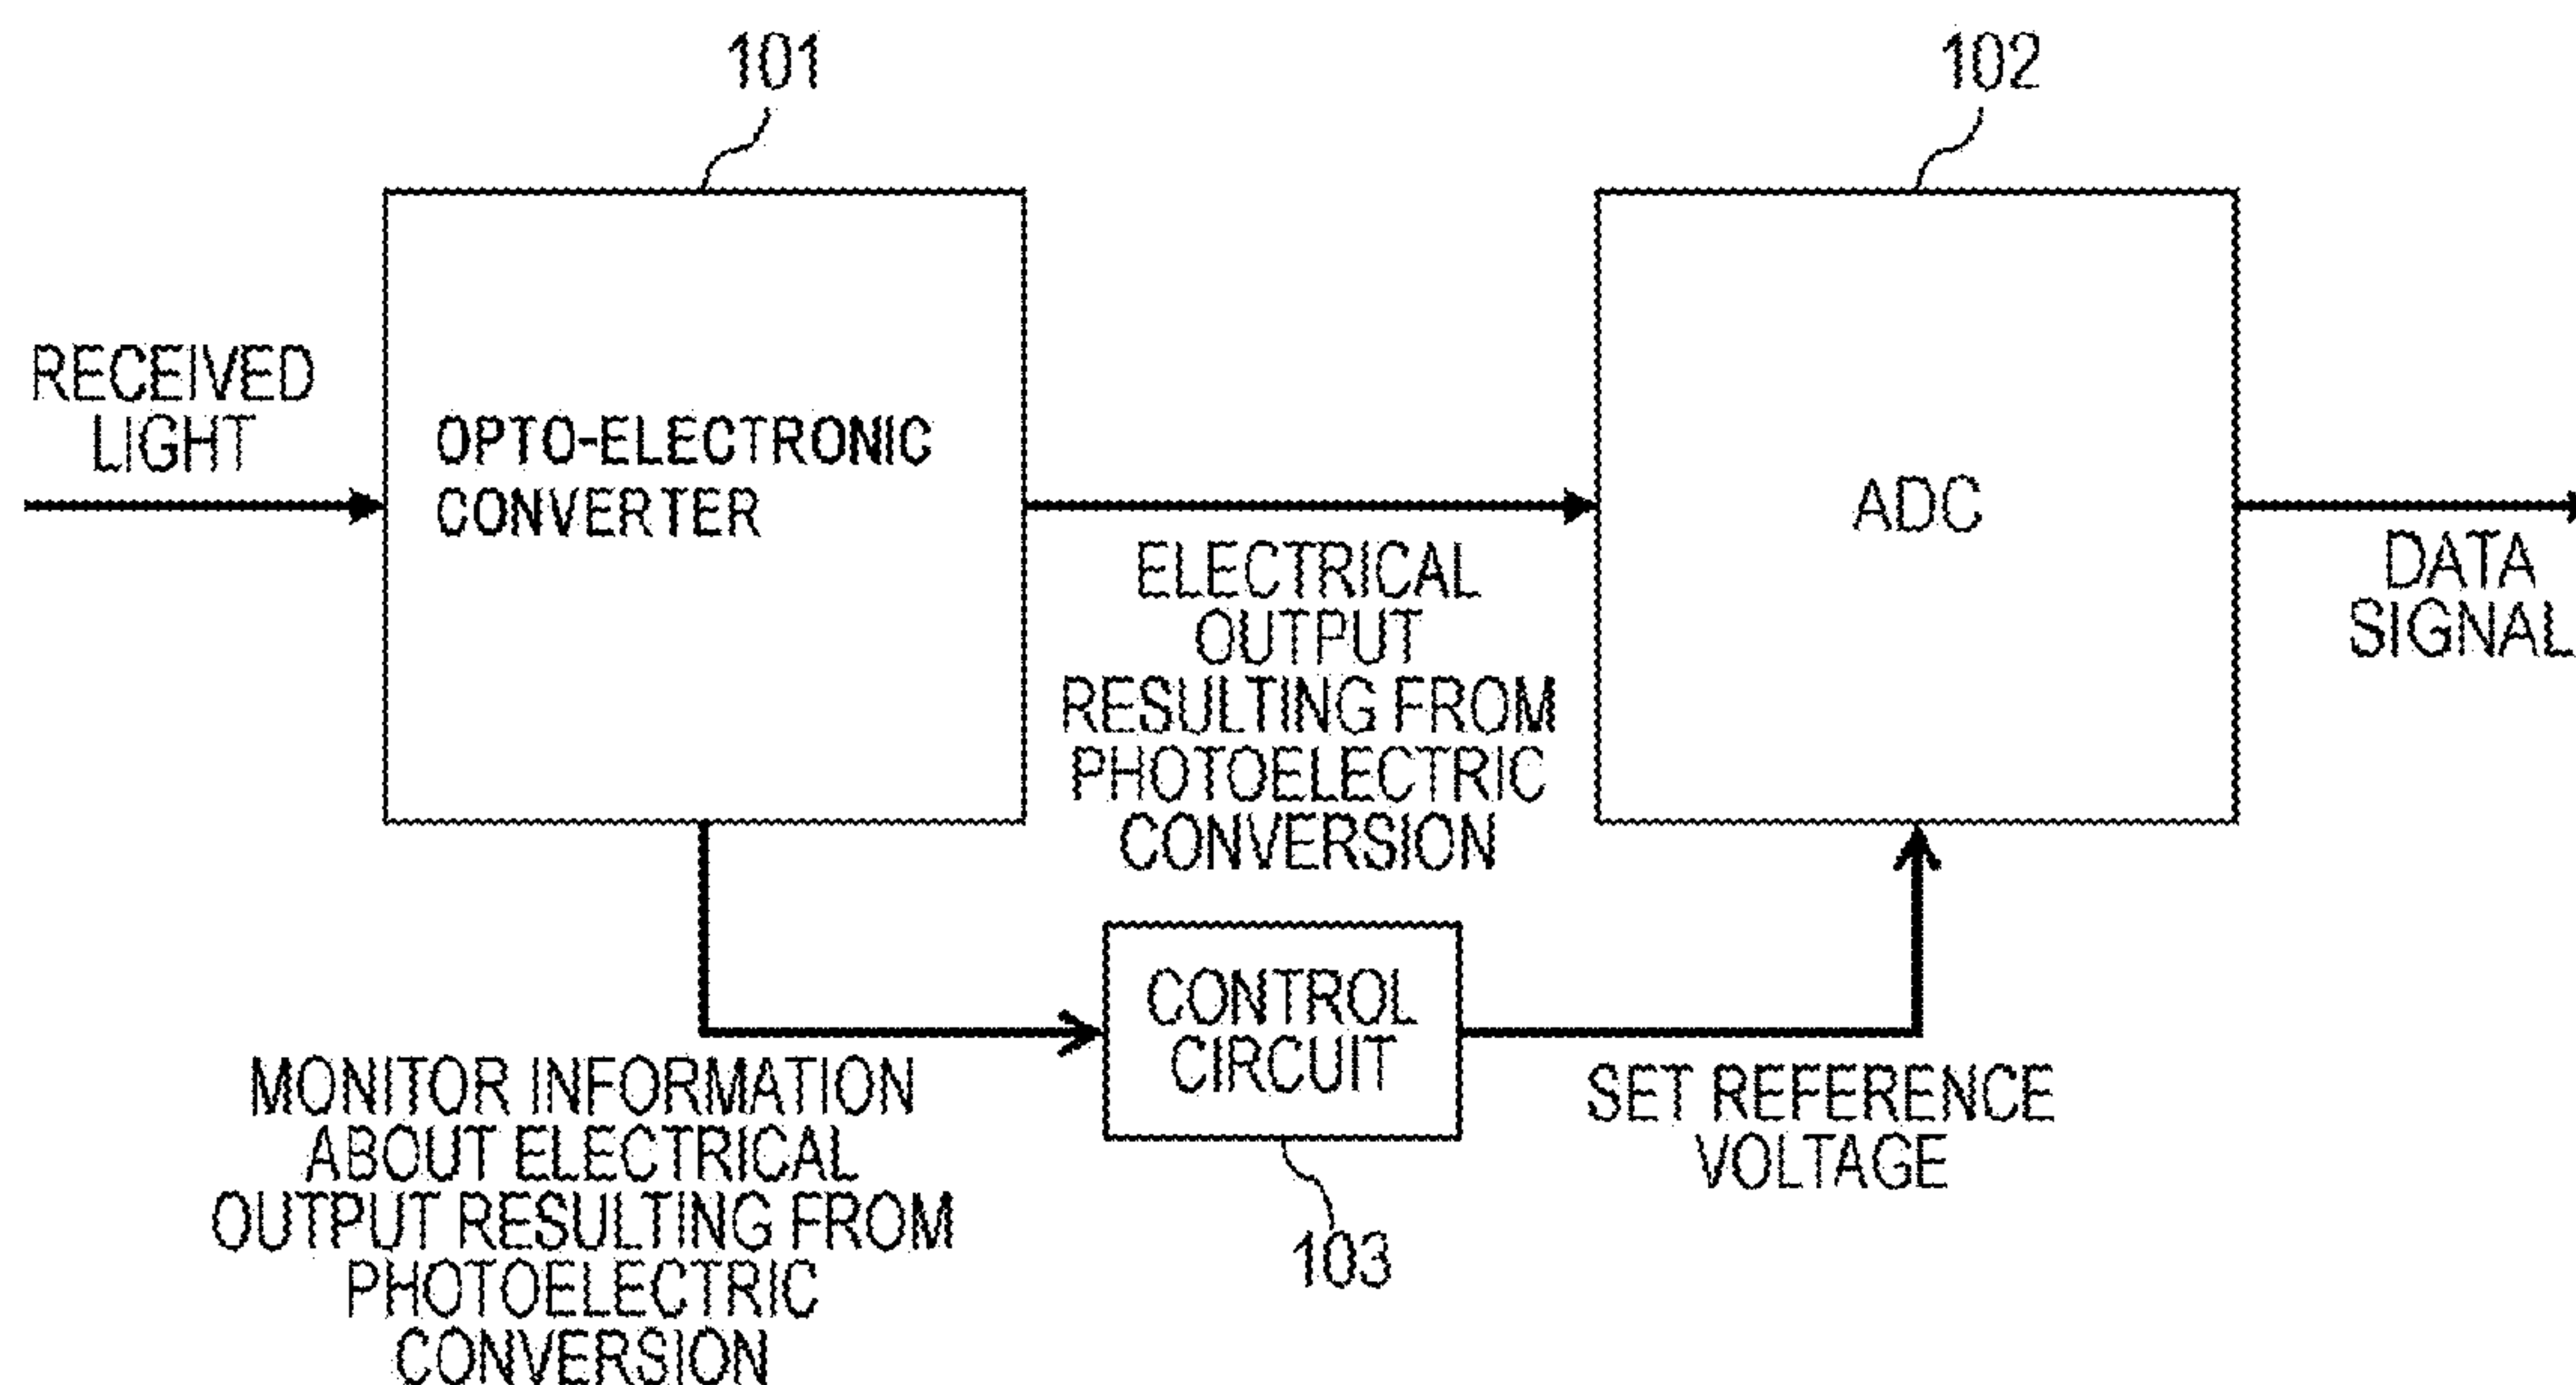 101
102
RECEIVED
LIGHT
OPTO-ELECTRONIC
CONVERTER
ELECTRICAL
OUTPUT
RESULTING FROM
PHOTOELECTRIC
CONVERSION
ADC
DATA
SIGNAL
MONITOR INFORMATION
ABOUT ELECTRICAL
OUTPUT RESULTING FROM
PHOTOELECTRIC
CONVERSION
CONTROL
CIRCUIT
103
SET REFERENCE
VOLTAGE